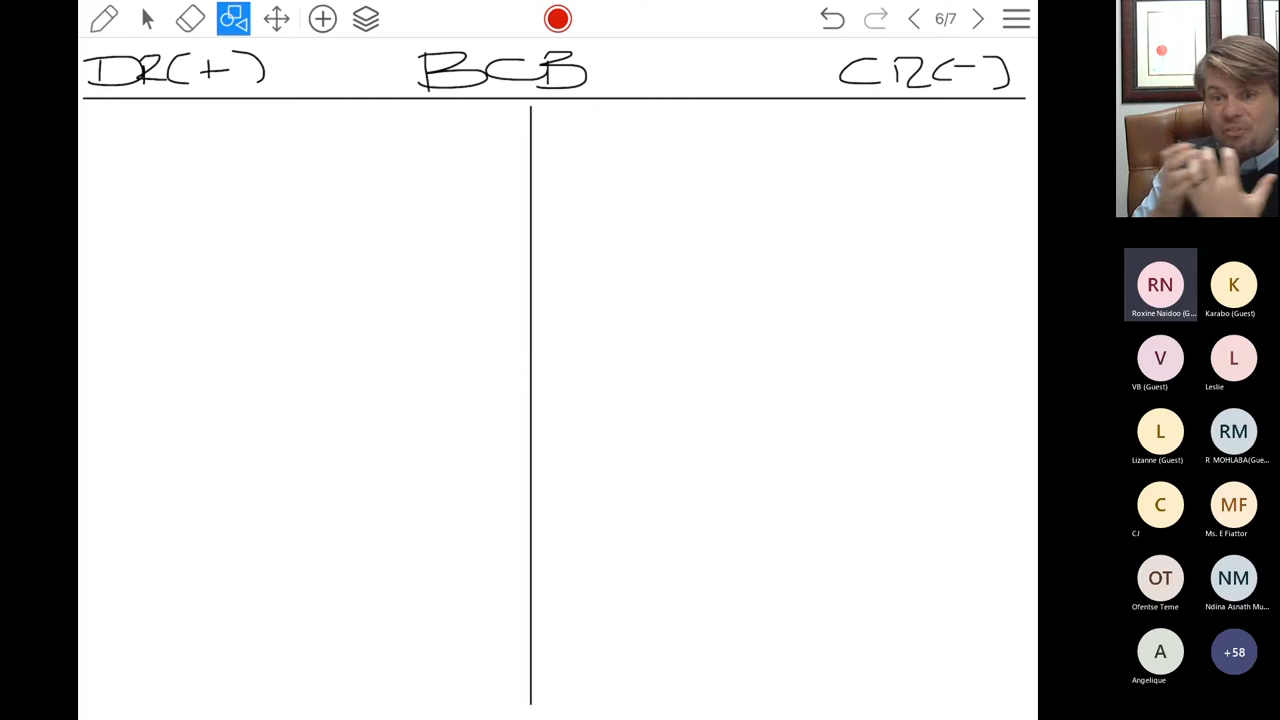 6/7
DR(+) BCB CR(-)
RN K
Roxine Naidoo (G... Karabo (Guest)
V L
VB (Guest) Leslie
L RM
Lizanne (Guest) R MOHLABA(Gue...
C MF
CJ Ms. E Fiattor
OT NM
Ofentse Teme Ndina Asnath Mu...
A +58
Angelique